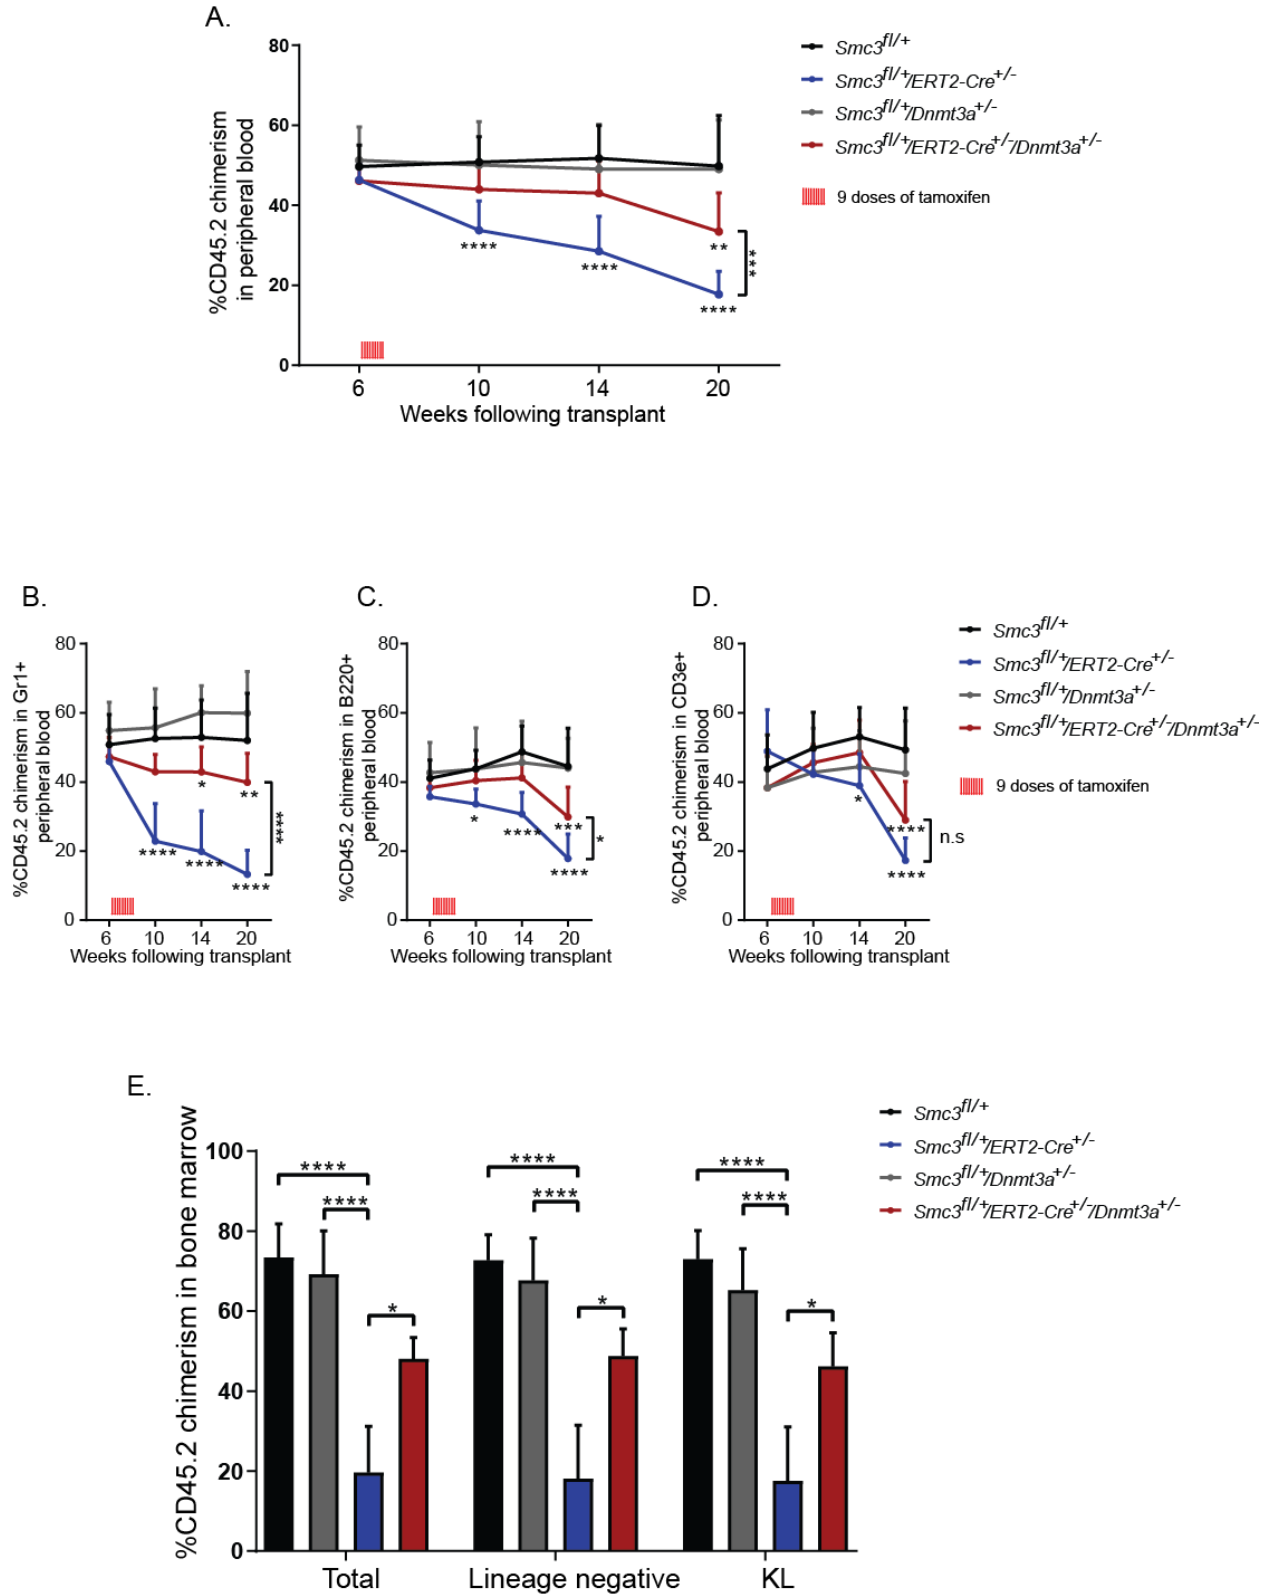 A.
%CD45.2 chimerism
in peripheral blood
80
60
40
20
0
6 10 14 20
Weeks following transplant
****
****
****
**
***
Smc3fl/+
Smc3fl/+/ERT2-Cre+/-
Smc3fl/+/Dnmt3a+/-
Smc3fl/+/ERT2-Cre+/-/Dnmt3a+/-
9 doses of tamoxifen
B.
%CD45.2 chimerism in Gr1+
peripheral blood
80
60
40
20
0
6 10 14 20
Weeks following transplant
****
****
****
*
**
****
C.
%CD45.2 chimerism in B220+
peripheral blood
80
60
40
20
0
6 10 14 20
Weeks following transplant
*
****
***
****
*
D.
%CD45.2 chimerism in CD3e+
peripheral blood
80
60
40
20
0
6 10 14 20
Weeks following transplant
*
****
****
n.s
Smc3fl/+
Smc3fl/+/ERT2-Cre+/-
Smc3fl/+/Dnmt3a+/-
Smc3fl/+/ERT2-Cre+/-/Dnmt3a+/-
9 doses of tamoxifen
E.
%CD45.2 chimerism in bone marrow
100
80
60
40
20
0
**** **** ****
**** **** ****
* * *
Total Lineage negative KL
Smc3fl/+
Smc3fl/+/ERT2-Cre+/-
Smc3fl/+/Dnmt3a+/-
Smc3fl/+/ERT2-Cre+/-/Dnmt3a+/-